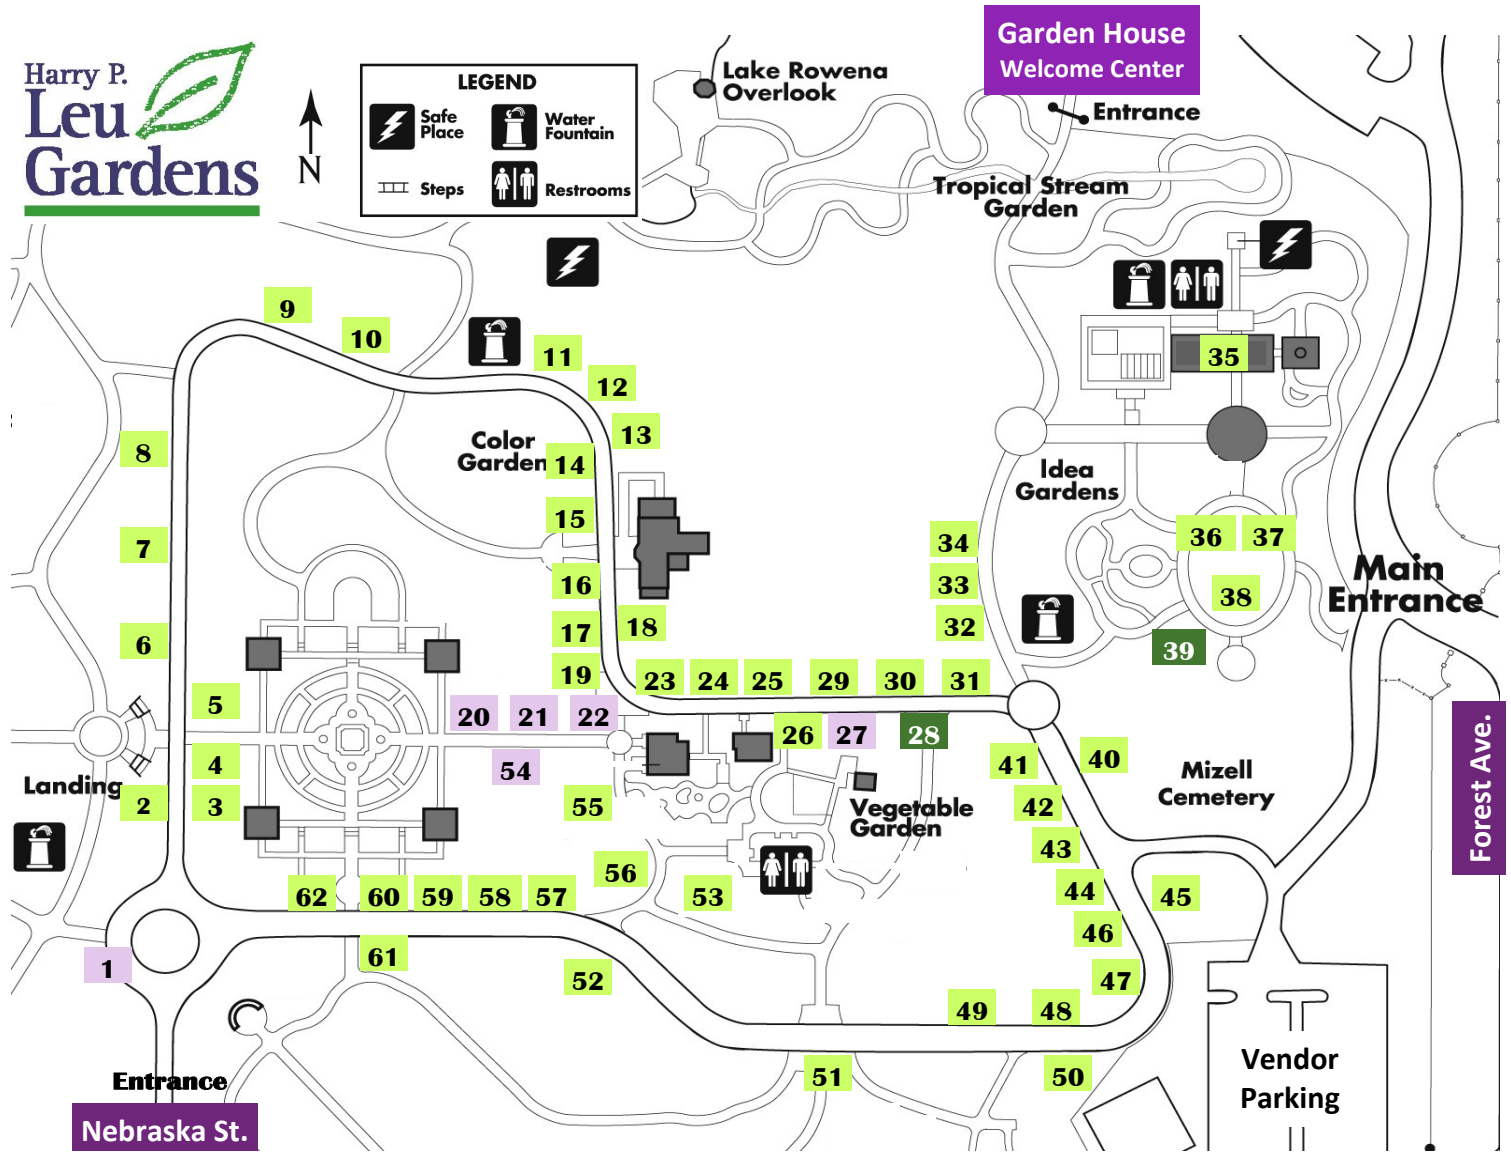 Garden House
Welcome Center
Harry P.
Leu
Gardens
N
LEGEND
Safe
Place
Water
Fountain
Steps
Restrooms
Lake Rowena
Overlook
Entrance
Tropical Stream
Garden
9
10
11
12
13
Color
Garden
14
15
16
17
18
19
8
7
6
5
4
3
2
Landing
1
20
21
22
23
24
25
29
30
31
26
27
28
54
55
Vegetable
Garden
35
Idea
Gardens
34
33
32
36
37
38
39
Main
Entrance
40
41
42
43
44
45
46
47
48
49
50
51
52
53
56
57
58
59
60
61
62
Mizell
Cemetery
Forest Ave.
Vendor
Parking
Entrance
Nebraska St.